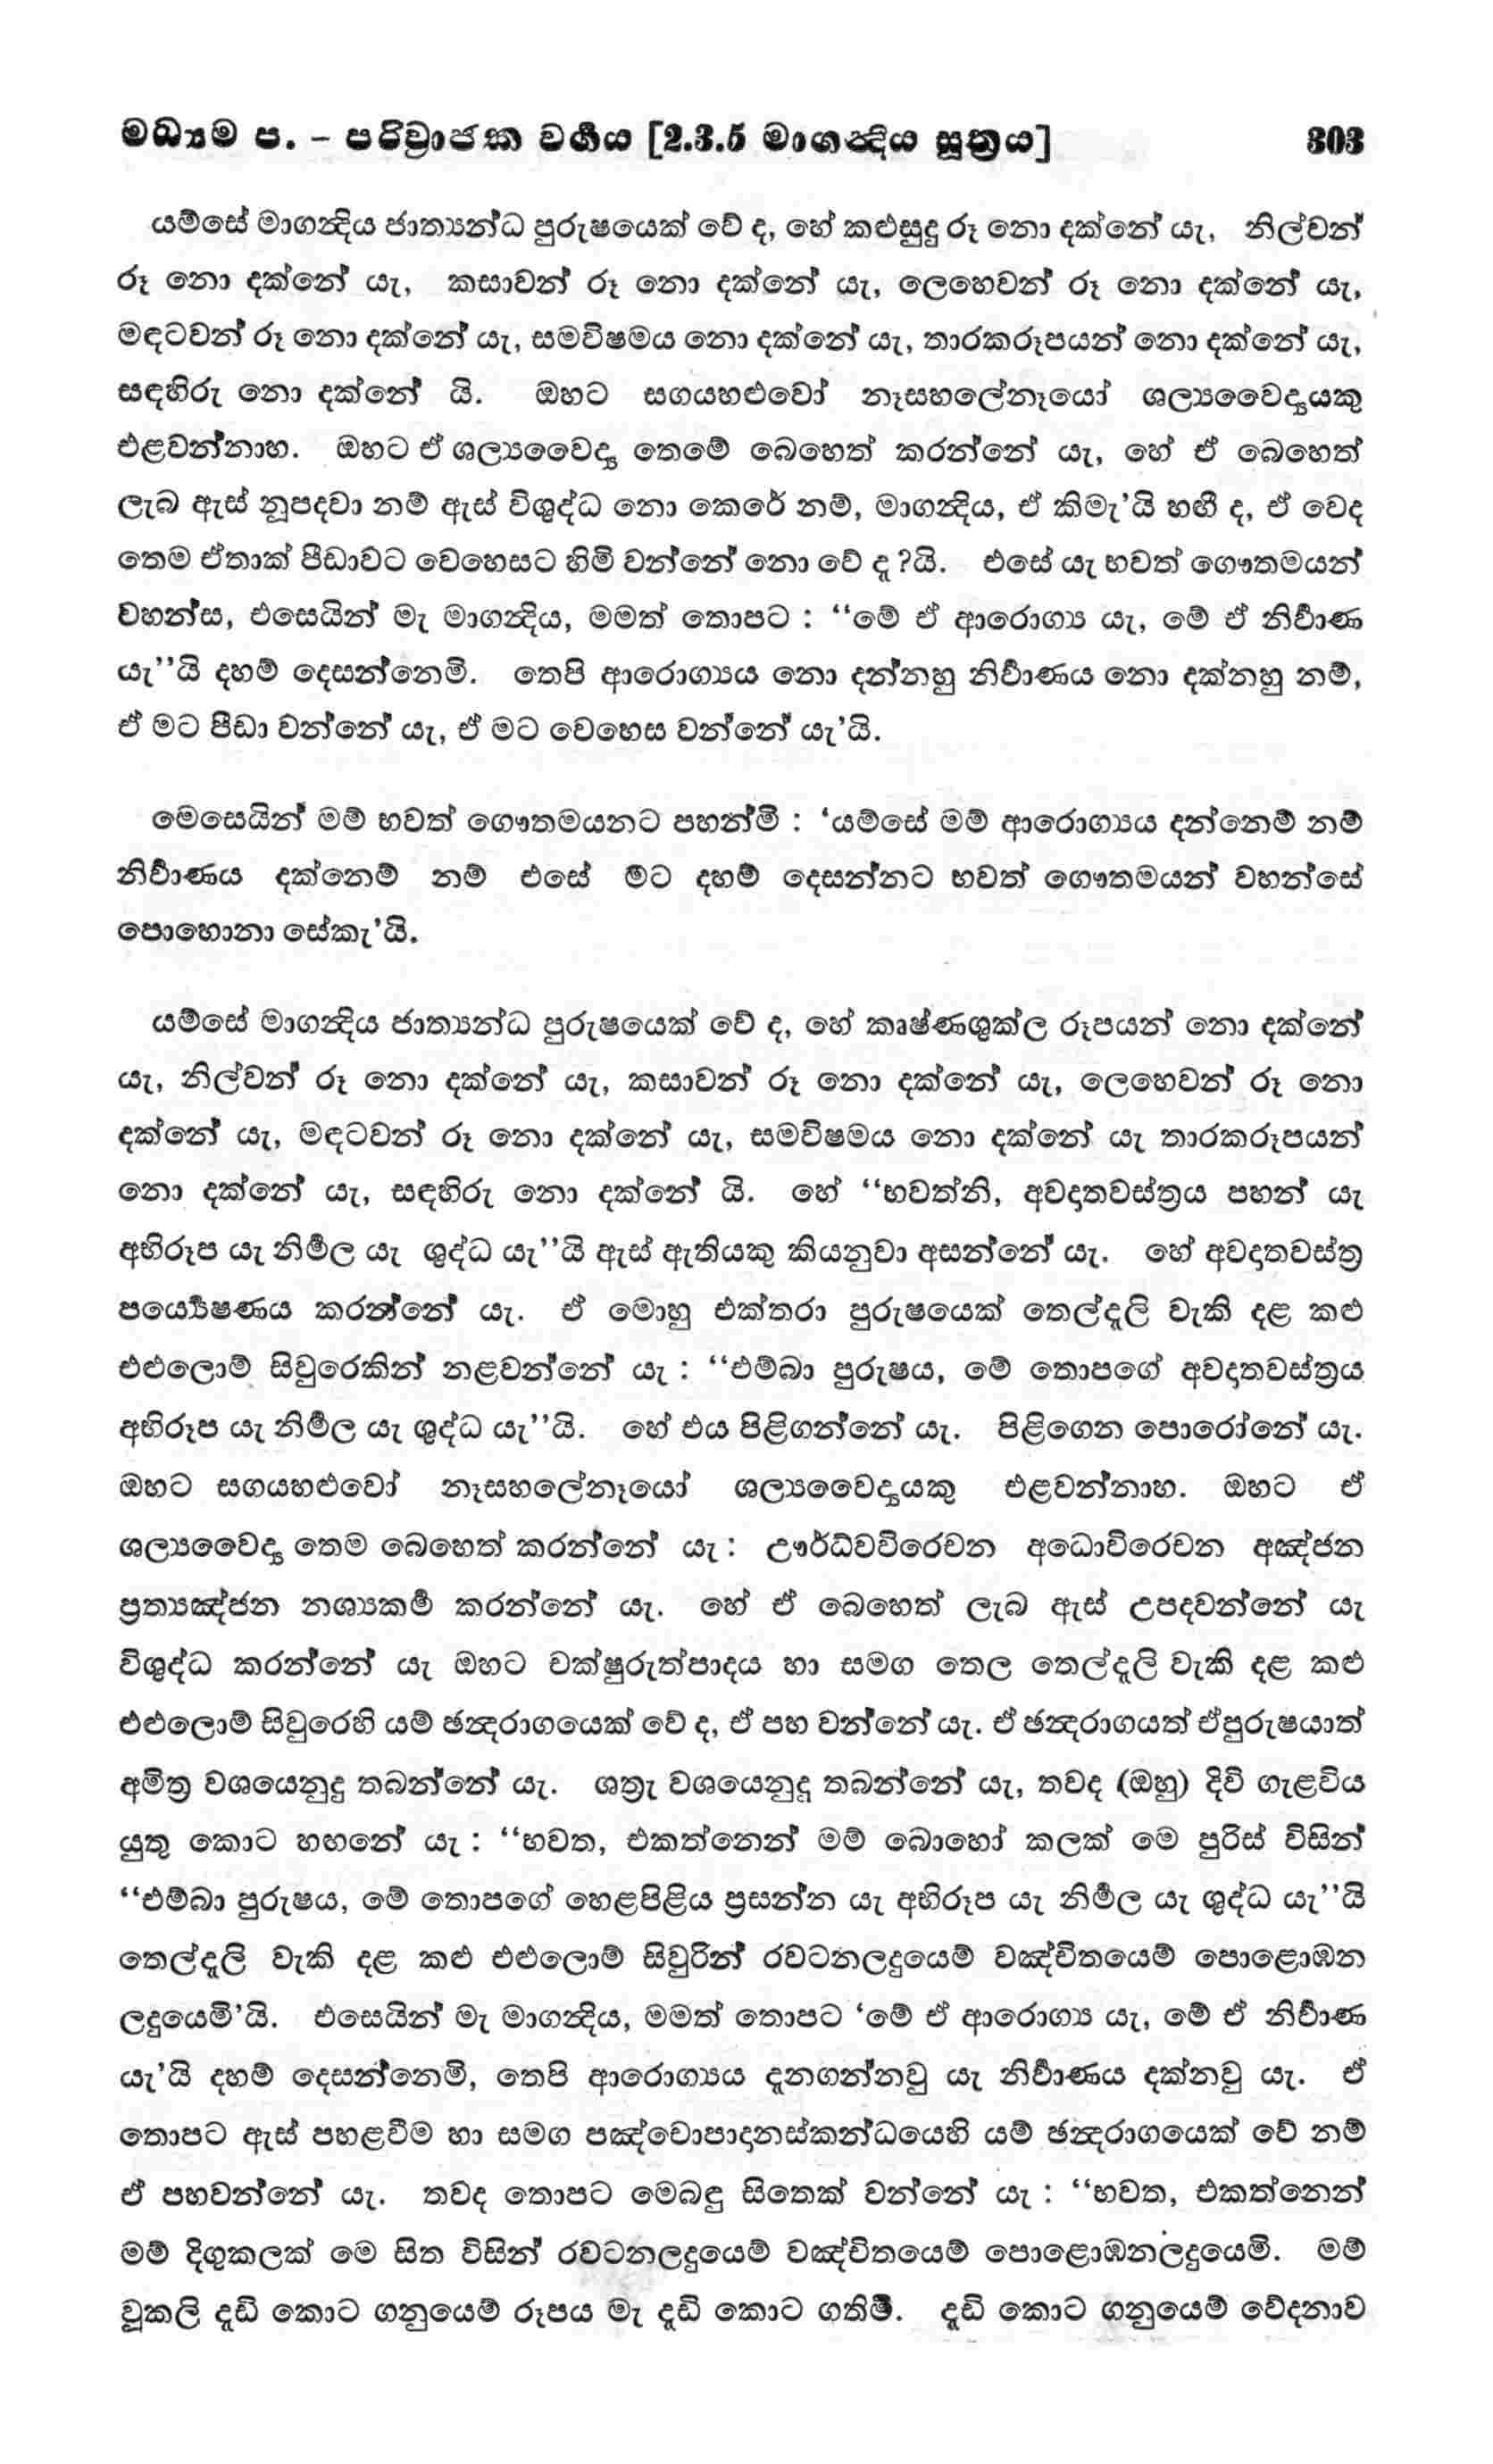 මධ්‍යම ප. – පරිව්‍රාජක වර්‍ගය [2.3.5 මාගන්‍දිය සූත්‍රය] 303
යම්සේ මාගන්‍දිය ජාත්‍යන්ධ පුරුෂයෙක් වේ ද, හේ කළුසුදු රූ නො දක්නේ යැ, නිල්වන්
රූ නො දක්නේ යැ, කසාවන් රූ නො දක්නේ යැ, ලෙහෙවන් රූ නො දක්නේ යැ,
මඳටවන් රූ නො දක්නේ යැ, සමවිෂමය නො දක්නේ යැ, තාරකරූපයන් නො දක්නේ යැ,
සඳහිරු නො දක්නේ යි. ඔහට සගයහළුවෝ නෑසහලේනෑයෝ ශල්‍යවෛද්‍යයකු
එළවන්නාහ. ඔහට ඒ ශල්‍යවෛද්‍ය තෙමේ බෙහෙත් කරන්නේ යැ, හේ ඒ බෙහෙත්
ලැබ ඇස් නූපදවා නම් ඇස් විශුද්ධ නො කෙරේ නම්, මාගන්‍දිය, ඒ කිමැ’යි හඟී ද, ඒ වෙද
තෙම ඒතාක් පීඩාවට වෙහෙසට හිමි වන්නේ නො වේ දැ?යි. එසේ යැ භවත් ගෞතමයන්
වහන්ස, එසෙයින් මැ මාගන්‍දිය, මමත් තොපට : ‘‘මේ ඒ ආරොග්‍ය යැ, මේ ඒ නිර්‍වාණ
යැ’’යි දහම් දෙසන්නෙමි. තෙපි ආරොග්‍යය නො දන්නහු නිර්‍වාණය නො දක්නහු නම්,
ඒ මට පීඩා වන්නේ යැ, ඒ මට වෙහෙස වන්නේ යැ’යි.
මෙසෙයින් මම් භවත් ගෞතමයනට පහන්මි : ‘යම්සේ මම් ආරොග්‍යය දන්නෙම් නම්
නිර්‍වාණය දක්නෙම් නම් එසේ මට දහම් දෙසන්නට භවත් ගෞතමයන් වහන්සේ
පොහොනා සේකැ’යි.
යම්සේ මාගන්‍දිය ජාත්‍යන්ධ පුරුෂයෙක් වේ ද, හේ කෘෂ්ණශුක්ල රූපයන් නො දක්නේ
යැ, නිල්වන් රූ නො දක්නේ යැ, කසාවන් රූ නො දක්නේ යැ, ලෙහෙවන් රූ නො
දක්නේ යැ, මඳටවන් රූ නො දක්නේ යැ, සමවිෂමය නො දක්නේ යැ තාරකරූපයන්
නො දක්නේ යැ, සඳහිරු නො දක්නේ යි. හේ ‘‘භවත්නි, අවදාතවස්ත්‍රය පහන් යැ
අභිරූප යැ නිර්‍මල යැ ශුද්ධ යැ’’යි ඇස් ඇතියකු කියනුවා අසන්නේ යැ. හේ අවදාතවස්ත්‍ර
පර්‍ය්‍යෙෂණය කරන්නේ යැ. ඒ මොහු එක්තරා පුරුෂයෙක් තෙල්දැලි වැකි දළ කළු
එළුලොම් සිවුරෙකින් නළවන්නේ යැ : ‘‘එම්බා පුරුෂය, මේ තොපගේ අවදාතවස්ත්‍රය
අභිරූප යැ නිර්‍මල යැ ශුද්ධ යැ’’යි. හේ එය පිළිගන්නේ යැ. පිළිගෙන පොරෝනේ යැ.
ඔහට සගයහළුවෝ නෑසහලේනෑයෝ ශල්‍යවෛද්‍යයකු එළවන්නාහ. ඔහට ඒ
ශල්‍යවෛද්‍ය තෙම බෙහෙත් කරන්නේ යැ : ඌර්ධ්වවිරෙචන අධොවිරෙචන අඤ්ජන
ප්‍රත්‍යඤ්ජන නශ්‍යකර්‍ම කරන්නේ යැ. හේ ඒ බෙහෙත් ලැබ ඇස් උපදවන්නේ යැ
විශුද්ධ කරන්නේ යැ ඔහට චක්ෂුරුත්පාදය හා සමග තෙල තෙල්දැලි වැකි දළ කළු
එළුලොම් සිවුරෙහි යම් ඡන්‍දරාගයෙක් වේ ද, ඒ පහ වන්නේ යැ. ඒ ඡන්‍දරාගයත් ඒපුරුෂයාත්
අමිත්‍ර වශයෙනුදු තබන්නේ යැ. ශත්‍රැ වශයෙනුදු තබන්නේ යැ, තවද (ඔහු) දිවි ගැළවිය
යුතු කොට හඟනේ යැ : ‘‘භවත, එකත්නෙන් මම් බොහෝ කලක් මෙ පුරිස් විසින්
‘‘එම්බා පුරුෂය, මේ තොපගේ හෙළපිළිය ප්‍රසන්න යැ අභිරූප යැ නිර්‍මල යැ ශුද්ධ යැ’’යි
තෙල්දැලි වැකි දළ කළු එළුලොම් සිවුරින් රවටනලදුයෙම් වඤ්චිතයෙම් පොළොඹන
ලදුයෙමි’යි. එසෙයින් මැ මාගන්‍දිය, මමත් තොපට ‘මේ ඒ ආරොග්‍ය යැ, මේ ඒ නිර්‍වාණ
යැ’යි දහම් දෙසන්නෙමි, තෙපි ආරොග්‍යය දැනගන්නවු යැ නිර්‍වාණය දක්නවු යැ. ඒ
තොපට ඇස් පහළවීම හා සමග පඤ්චොපාදානස්කන්ධයෙහි යම් ඡන්‍දරාගයෙක් වේ නම්
ඒ පහවන්නේ යැ. තවද තොපට මෙබඳු සිතෙක් වන්නේ යැ : ‘‘භවත, එකත්නෙන්
මම් දිගුකලක් මෙ සිත විසින් රවටනලදුයෙම් වඤ්චිතයෙම් පොළොඹනලදුයෙමි. මම්
වූකලි දැඩි කොට ගනුයෙම් රූපය මැ දැඩි කොට ගතිමි. දැඩි කොට ගනුයෙම් වේදනාව